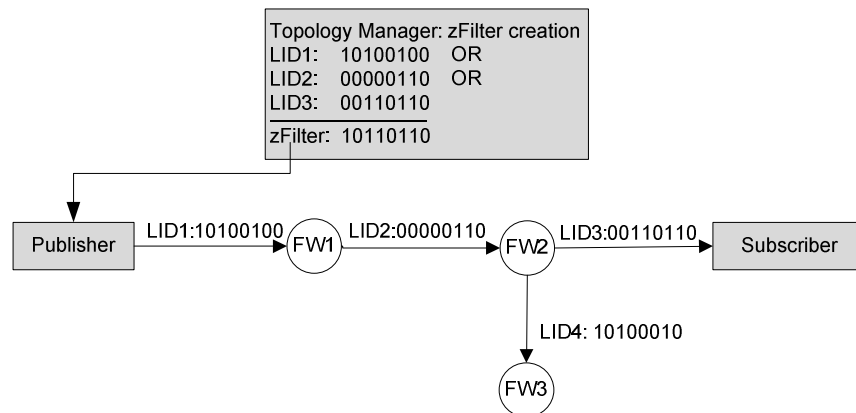 Topology Manager: zFilter creation
LID1: 10100100 OR
LID2: 00000110 OR
LID3: 00110110
zFilter: 10110110
Publisher
LID1:10100100
FW1
LID2:00000110
FW2
LID3:00110110
Subscriber
LID4: 10100010
FW3